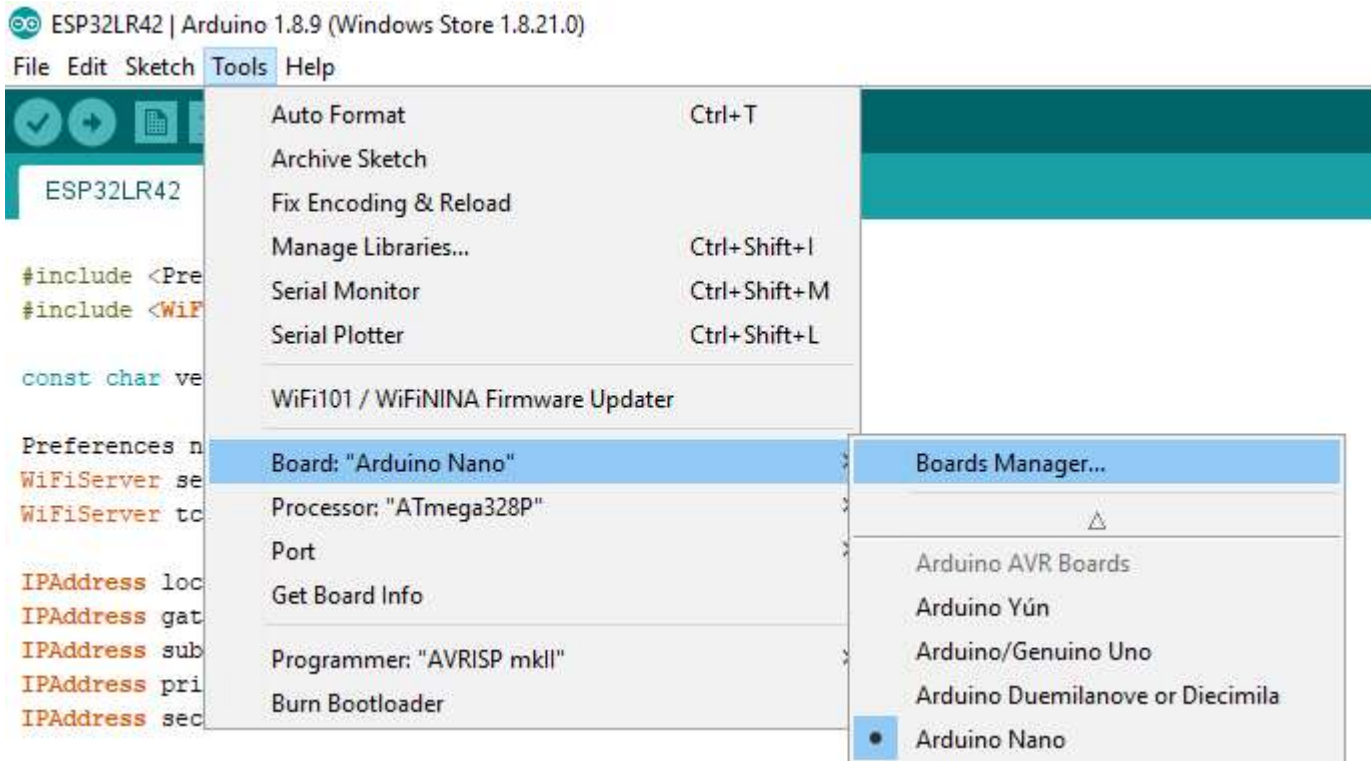 ESP32LR42 | Arduino 1.8.9 (Windows Store 1.8.21.0)
File Edit Sketch Tools Help
ESP32LR42
#include <Pre
#include <WiF
const char ve
Preferences n
WiFiServer se
WiFiServer tc
IPAddress loc
IPAddress gat
IPAddress sub
IPAddress pri
IPAddress sec
Auto Format Ctrl+T
Archive Sketch
Fix Encoding & Reload
Manage Libraries... Ctrl+Shift+I
Serial Monitor Ctrl+Shift+M
Serial Plotter Ctrl+Shift+L
WiFi101 / WiFiNINA Firmware Updater
Board: "Arduino Nano"
Processor: "ATmega328P"
Port
Get Board Info
Programmer: "AVRISP mkII"
Burn Bootloader
Boards Manager...
Arduino AVR Boards
Arduino Yún
Arduino/Genuino Uno
Arduino Duemilanove or Diecimila
Arduino Nano